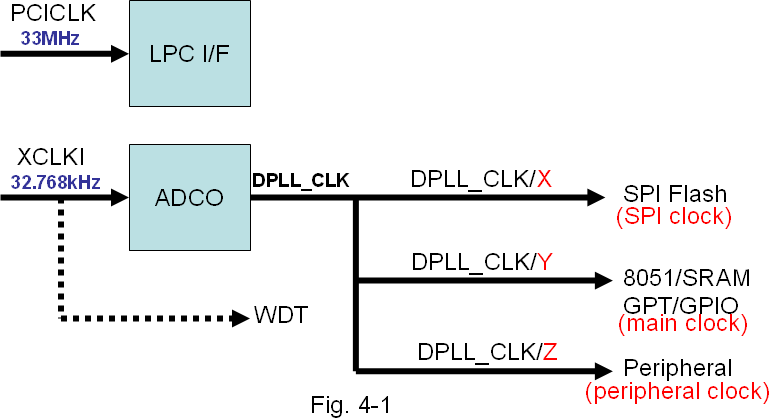 PCICLK
33MHz
LPC I/F
XCLKI
32.768kHz
ADCO
DPLL_CLK
DPLL_CLK/X
SPI Flash
(SPI clock)
DPLL_CLK/Y
8051/SRAM
GPT/GPIO
(main clock)
WDT
DPLL_CLK/Z
Peripheral
(peripheral clock)
Fig. 4-1